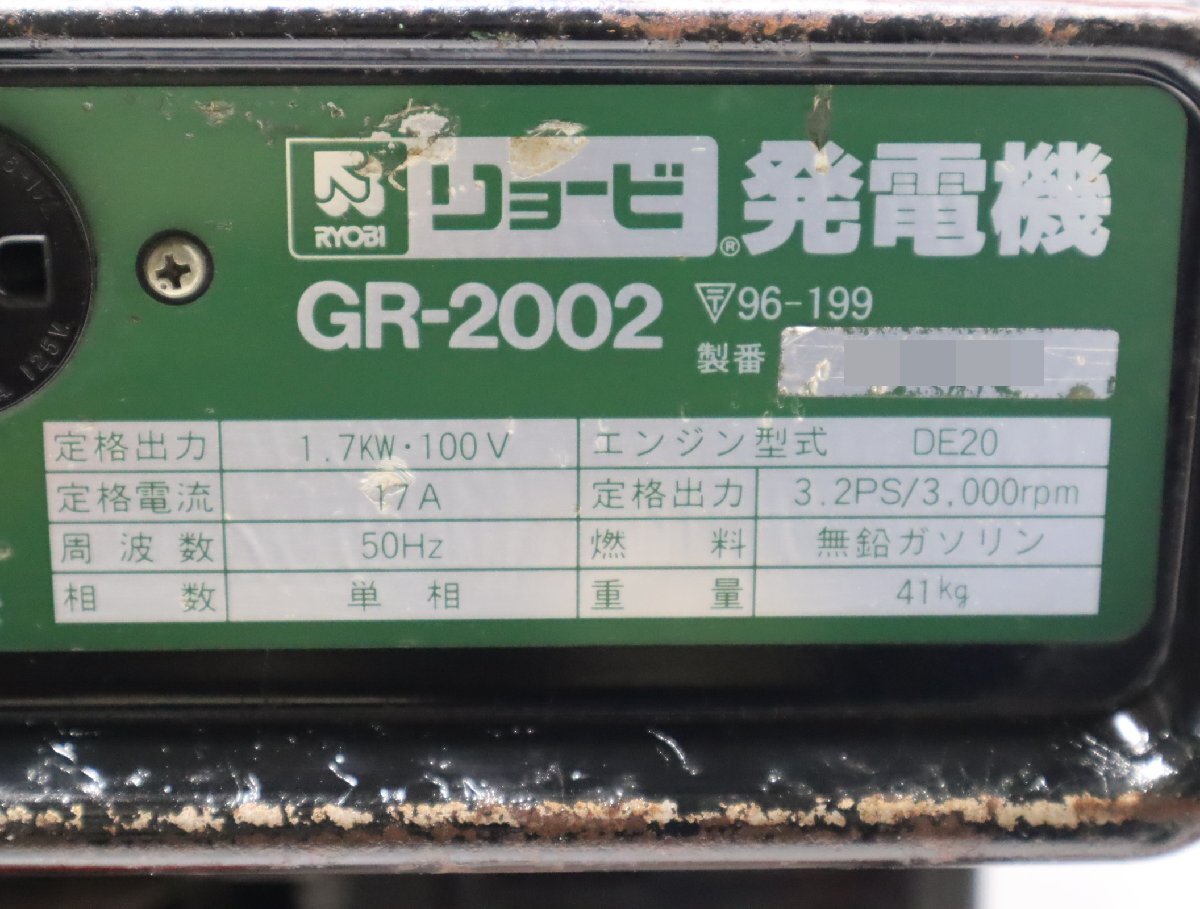 RYOBI リョービ ® 発電機
GR-2002 〒96-199
製番
125V.
定格出力 1.7KW・100V エンジン型式 DE20
定格電流 17A 定格出力 3.2PS/3,000rpm
周波数 50Hz 燃料 無鉛ガソリン
相数 単相 重量 41kg